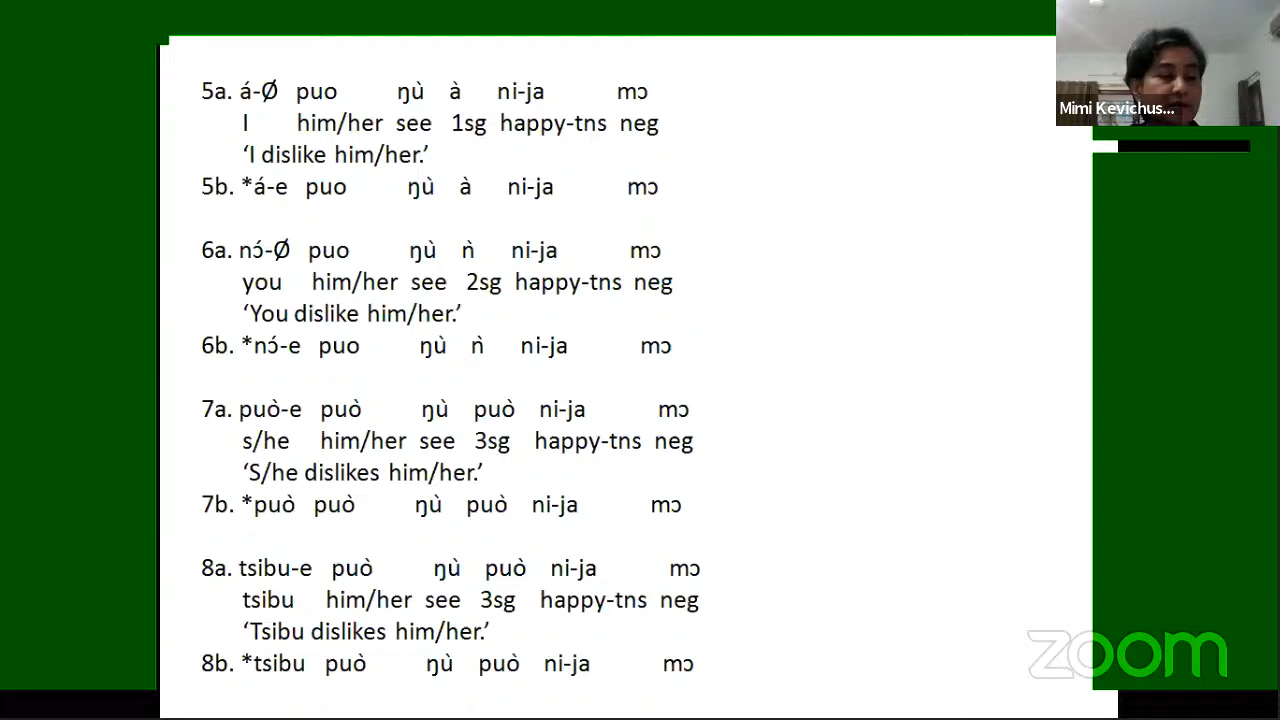 5a. á-Ø puo ŋù à ni-ja mɔ
I him/her see 1sg happy-tns neg
‘I dislike him/her.’
5b. *á-e puo ŋù à ni-ja mɔ
6a. nɔ́-Ø puo ŋù ǹ ni-ja mɔ
you him/her see 2sg happy-tns neg
‘You dislike him/her.’
6b. *nɔ́-e puo ŋù ǹ ni-ja mɔ
7a. può-e può ŋù può ni-ja mɔ
s/he him/her see 3sg happy-tns neg
‘S/he dislikes him/her.’
7b. *può può ŋù può ni-ja mɔ
8a. tsibu-e può ŋù può ni-ja mɔ
tsibu him/her see 3sg happy-tns neg
‘Tsibu dislikes him/her.’
8b. *tsibu può ŋù può ni-ja mɔ
Mimi Kevichus...
zoom